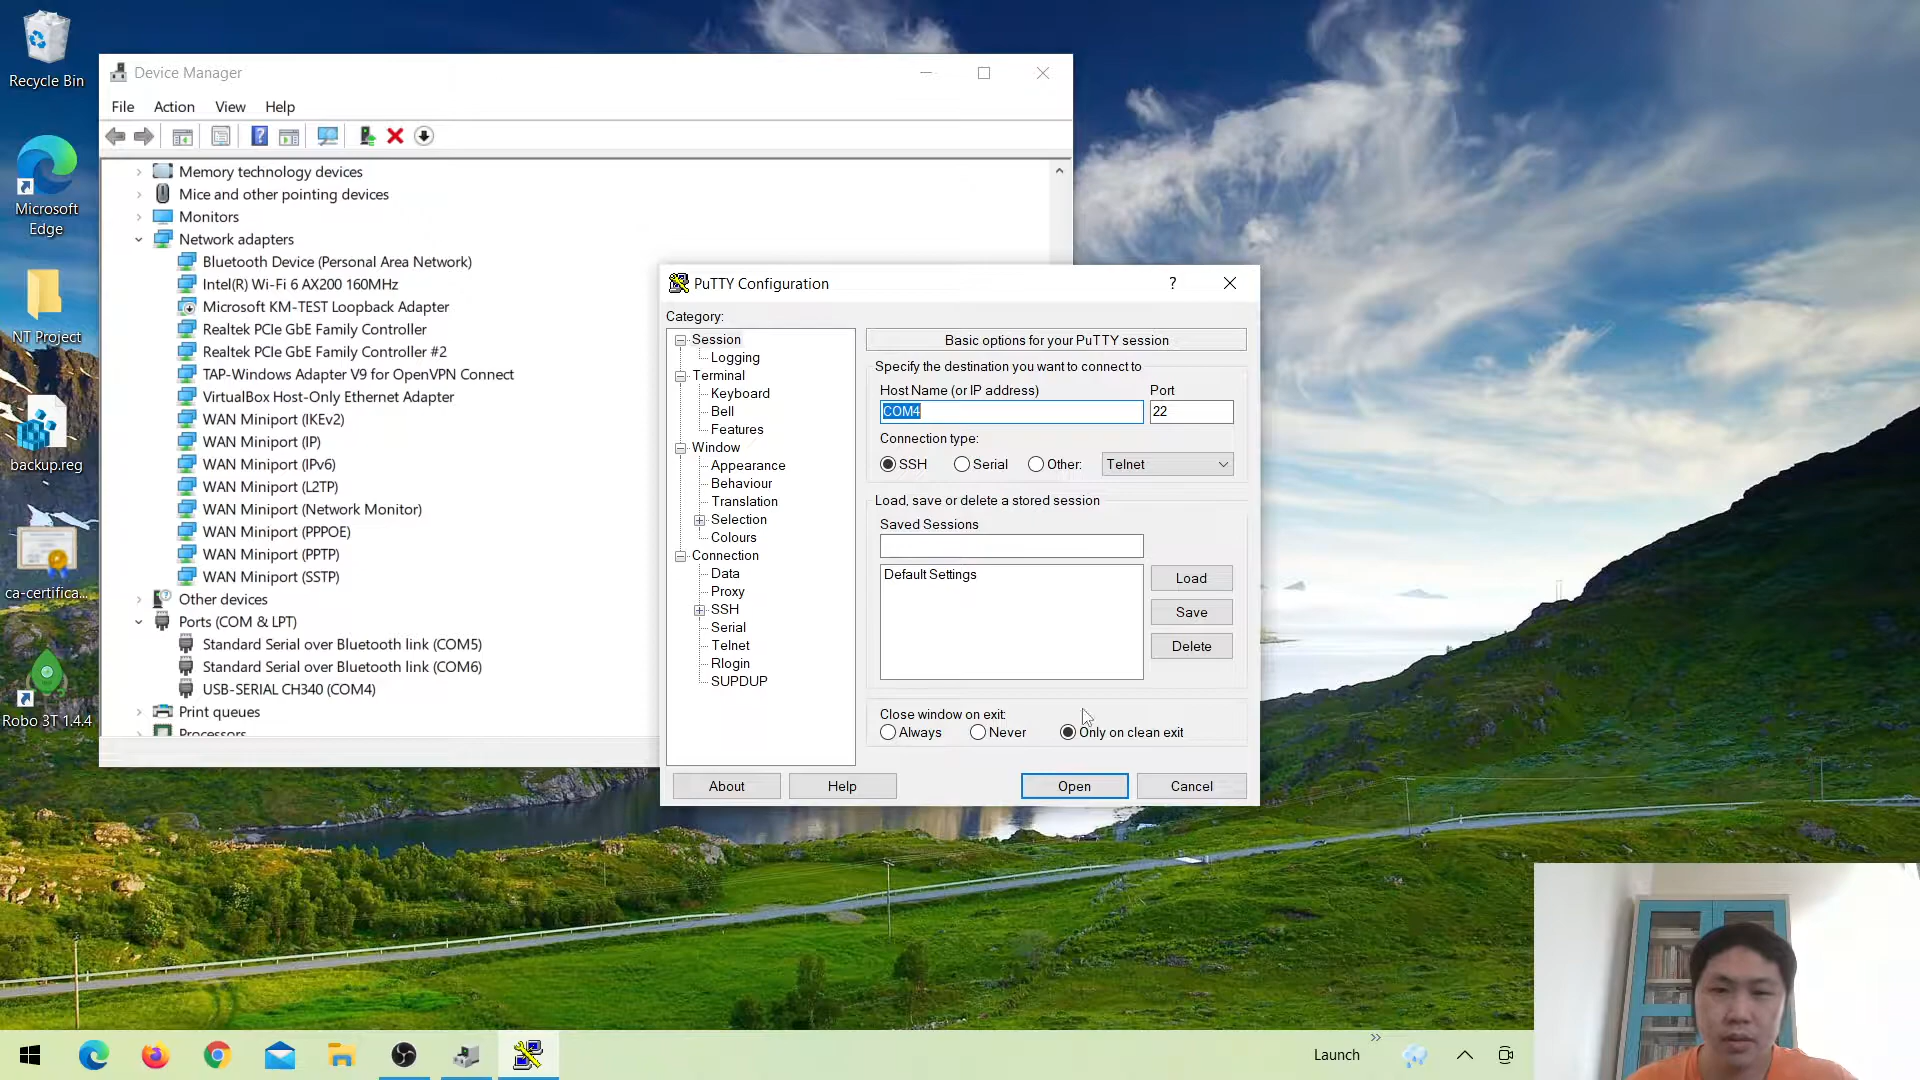 Recycle Bin
Microsoft
Edge
NT Project
backup.reg
ca-certifica...
Robo 3T 1.4.4
Device Manager
File Action View Help
Memory technology devices
Mice and other pointing devices
Monitors
Network adapters
Bluetooth Device (Personal Area Network)
Intel(R) Wi-Fi 6 AX200 160MHz
Microsoft KM-TEST Loopback Adapter
Realtek PCIe GbE Family Controller
Realtek PCIe GbE Family Controller #2
TAP-Windows Adapter V9 for OpenVPN Connect
VirtualBox Host-Only Ethernet Adapter
WAN Miniport (IKEv2)
WAN Miniport (IP)
WAN Miniport (IPv6)
WAN Miniport (L2TP)
WAN Miniport (Network Monitor)
WAN Miniport (PPPOE)
WAN Miniport (PPTP)
WAN Miniport (SSTP)
Other devices
Ports (COM & LPT)
Standard Serial over Bluetooth link (COM5)
Standard Serial over Bluetooth link (COM6)
USB-SERIAL CH340 (COM4)
Print queues
Processors
PuTTY Configuration
?
Category:
Session
Logging
Terminal
Keyboard
Bell
Features
Window
Appearance
Behaviour
Translation
Selection
Colours
Connection
Data
Proxy
SSH
Serial
Telnet
Rlogin
SUPDUP
Basic options for your PuTTY session
Specify the destination you want to connect to
Host Name (or IP address) Port
COM4 22
Connection type:
SSH Serial Other: Telnet
Load, save or delete a stored session
Saved Sessions
Default Settings
Load
Save
Delete
Close window on exit:
Always Never Only on clean exit
About Help Open Cancel
Launch